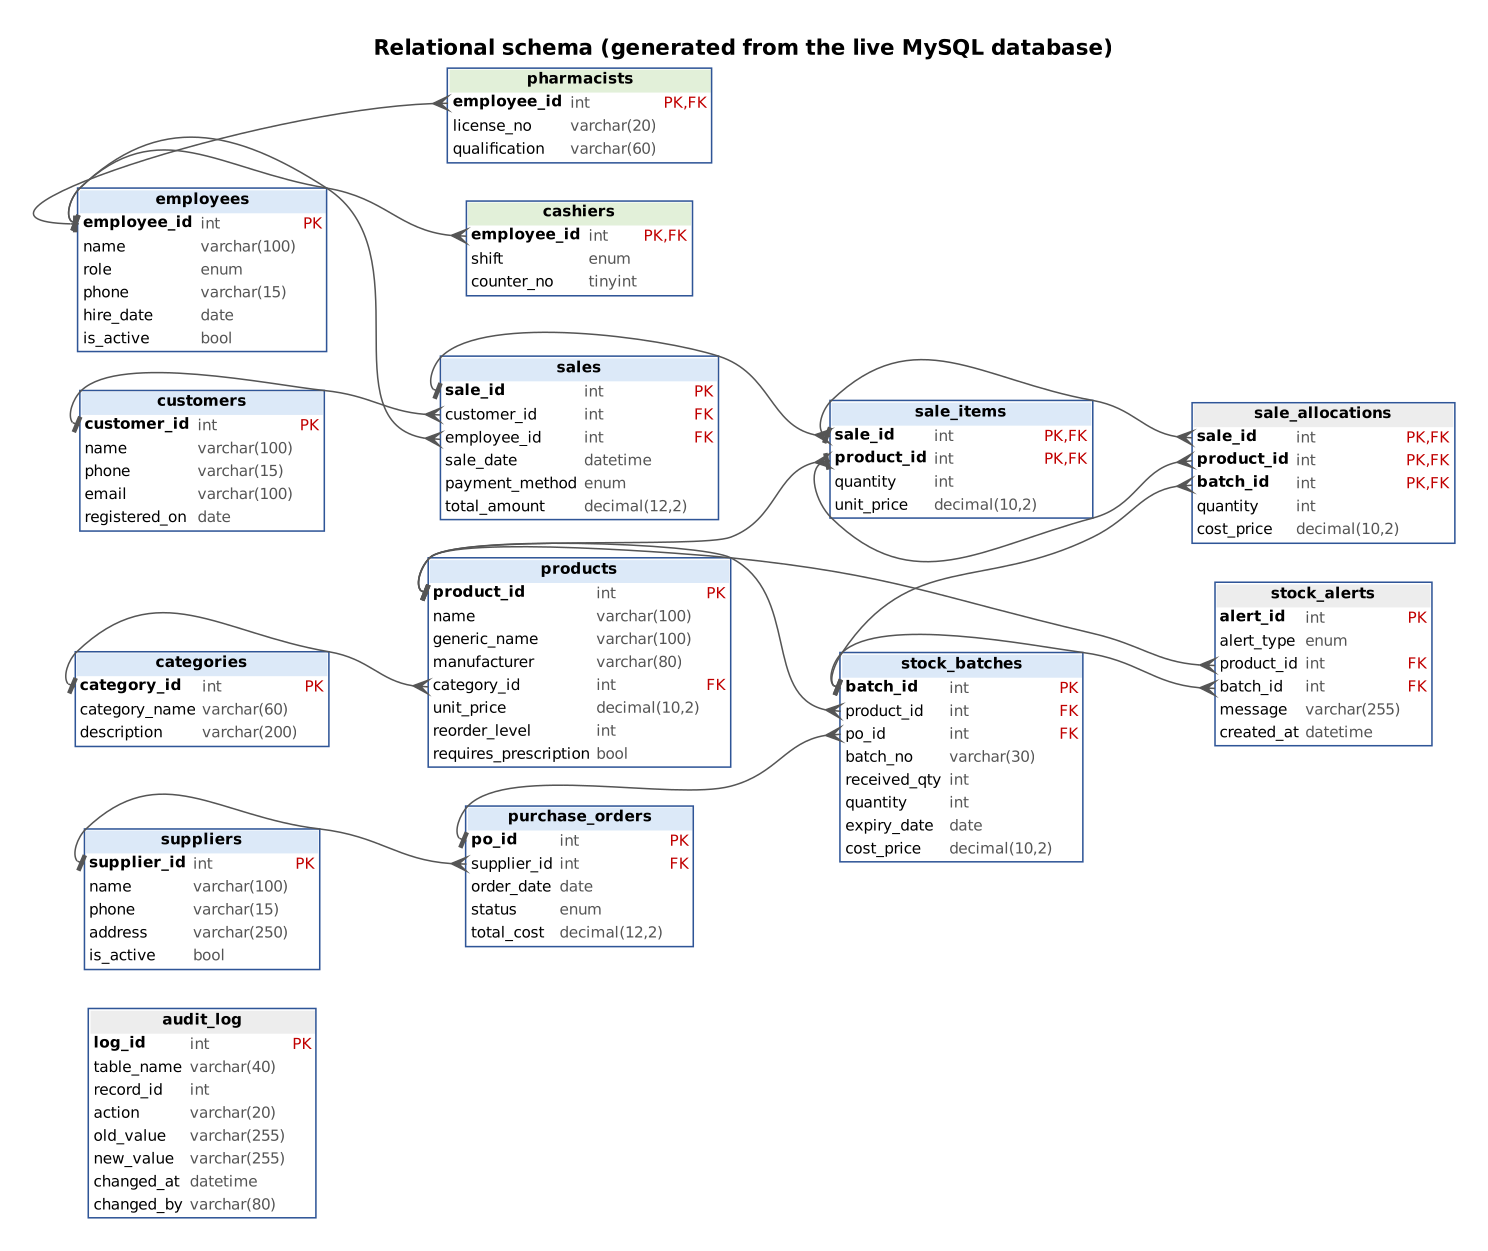 Relational schema (generated from the live MySQL database)
pharmacists
employee_id int PK,FK
license_no varchar(20)
qualification varchar(60)
employees
employee_id int PK
name varchar(100)
role enum
phone varchar(15)
hire_date date
is_active bool
cashiers
employee_id int PK,FK
shift enum
counter_no tinyint
customers
customer_id int PK
name varchar(100)
phone varchar(15)
email varchar(100)
registered_on date
sales
sale_id int PK
customer_id int FK
employee_id int FK
sale_date datetime
payment_method enum
total_amount decimal(12,2)
sale_items
sale_id int PK,FK
product_id int PK,FK
quantity int
unit_price decimal(10,2)
sale_allocations
sale_id int PK,FK
product_id int PK,FK
batch_id int PK,FK
quantity int
cost_price decimal(10,2)
categories
category_id int PK
category_name varchar(60)
description varchar(200)
products
product_id int PK
name varchar(100)
generic_name varchar(100)
manufacturer varchar(80)
category_id int FK
unit_price decimal(10,2)
reorder_level int
requires_prescription bool
stock_batches
batch_id int PK
product_id int FK
po_id int FK
batch_no varchar(30)
received_qty int
quantity int
expiry_date date
cost_price decimal(10,2)
stock_alerts
alert_id int PK
alert_type enum
product_id int FK
batch_id int FK
message varchar(255)
created_at datetime
suppliers
supplier_id int PK
name varchar(100)
phone varchar(15)
address varchar(250)
is_active bool
purchase_orders
po_id int PK
supplier_id int FK
order_date date
status enum
total_cost decimal(12,2)
audit_log
log_id int PK
table_name varchar(40)
record_id int
action varchar(20)
old_value varchar(255)
new_value varchar(255)
changed_at datetime
changed_by varchar(80)